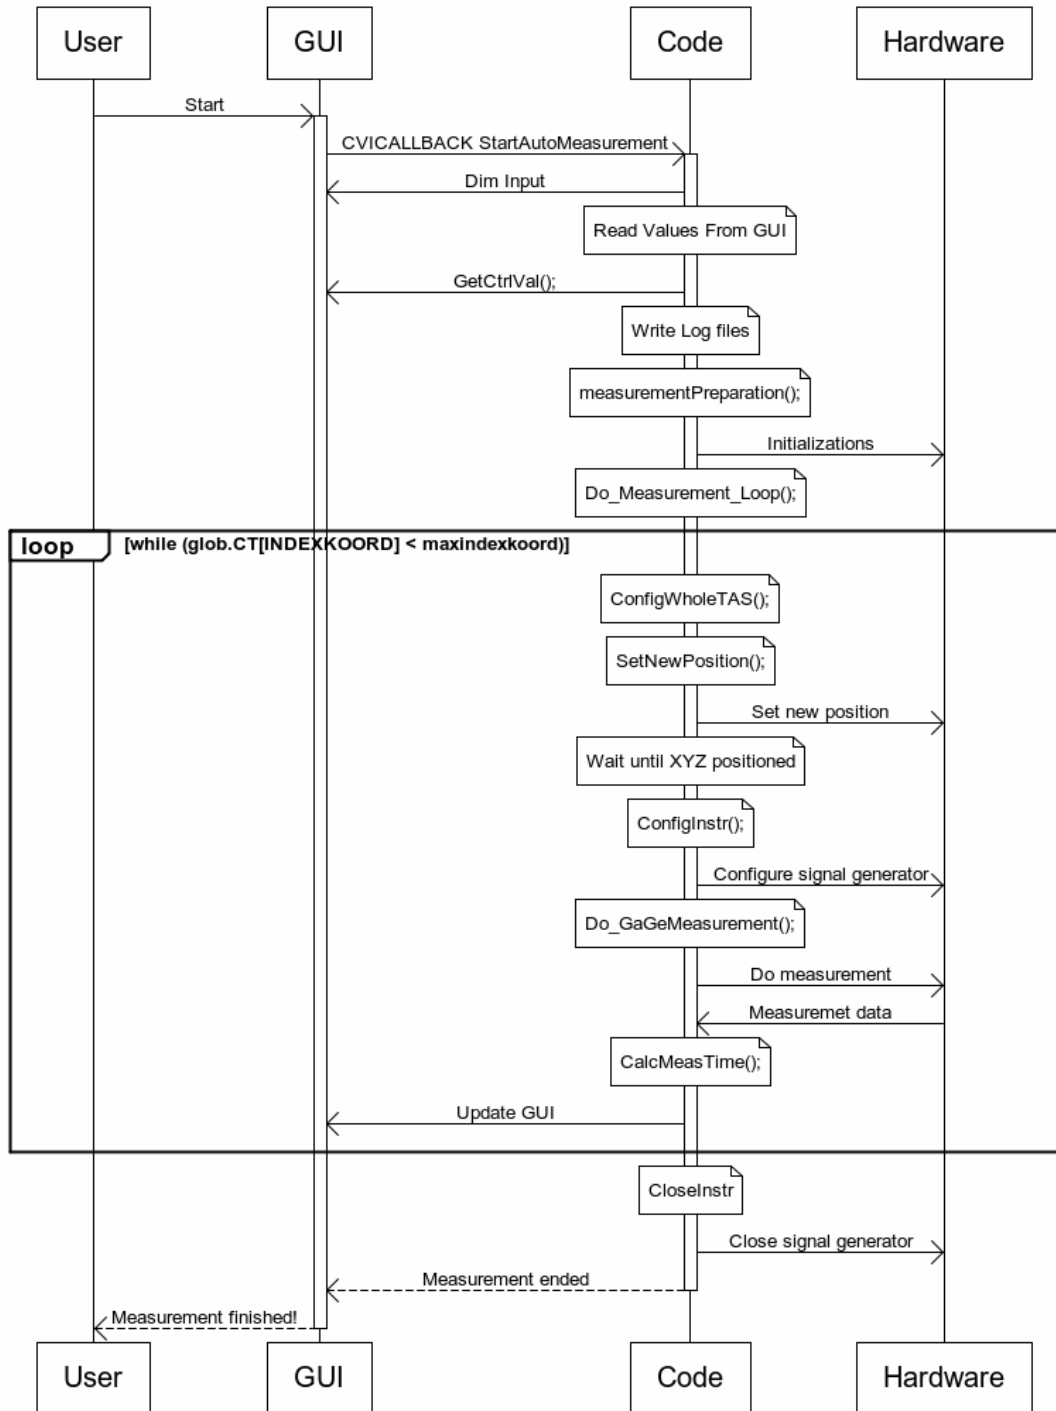 User
GUI
Code
Hardware
Start
CVICALLBACK StartAutoMeasurement
Dim Input
Read Values From GUI
GetCtrlVal();
Write Log files
measurementPreparation();
Initializations
Do_Measurement_Loop();
loop
[while (glob.CT[INDEXKOORD] < maxindexkoord)]
ConfigWholeTAS();
SetNewPosition();
Set new position
Wait until XYZ positioned
ConfigInstr();
Configure signal generator
Do_GaGeMeasurement();
Do measurement
Measuremet data
CalcMeasTime();
Update GUI
CloseInstr
Close signal generator
Measurement ended
Measurement finished!
User
GUI
Code
Hardware